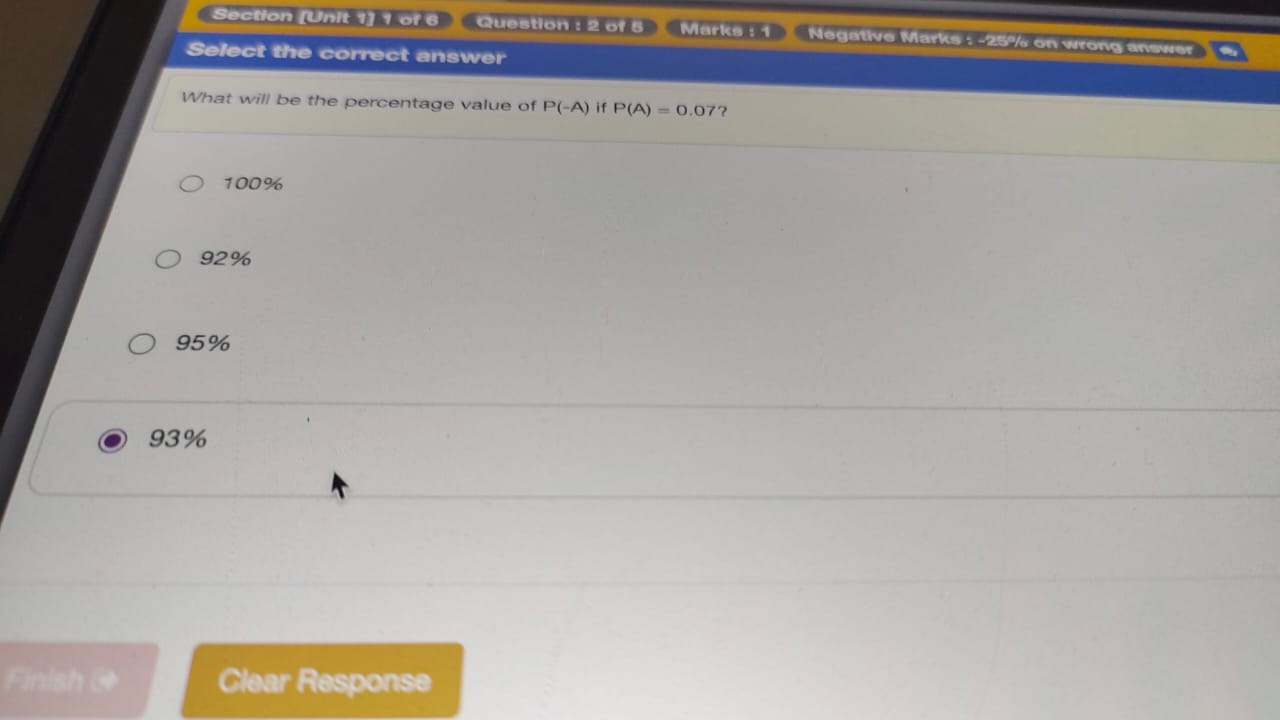 Section [Unit 1] 1 of 6 Question : 2 of 5 Marks : 1 Negative Marks : -25% on wrong answer
Select the correct answer
What will be the percentage value of P(-A) if P(A) = 0.07?
100%
92%
95%
93%
Finish Clear Response